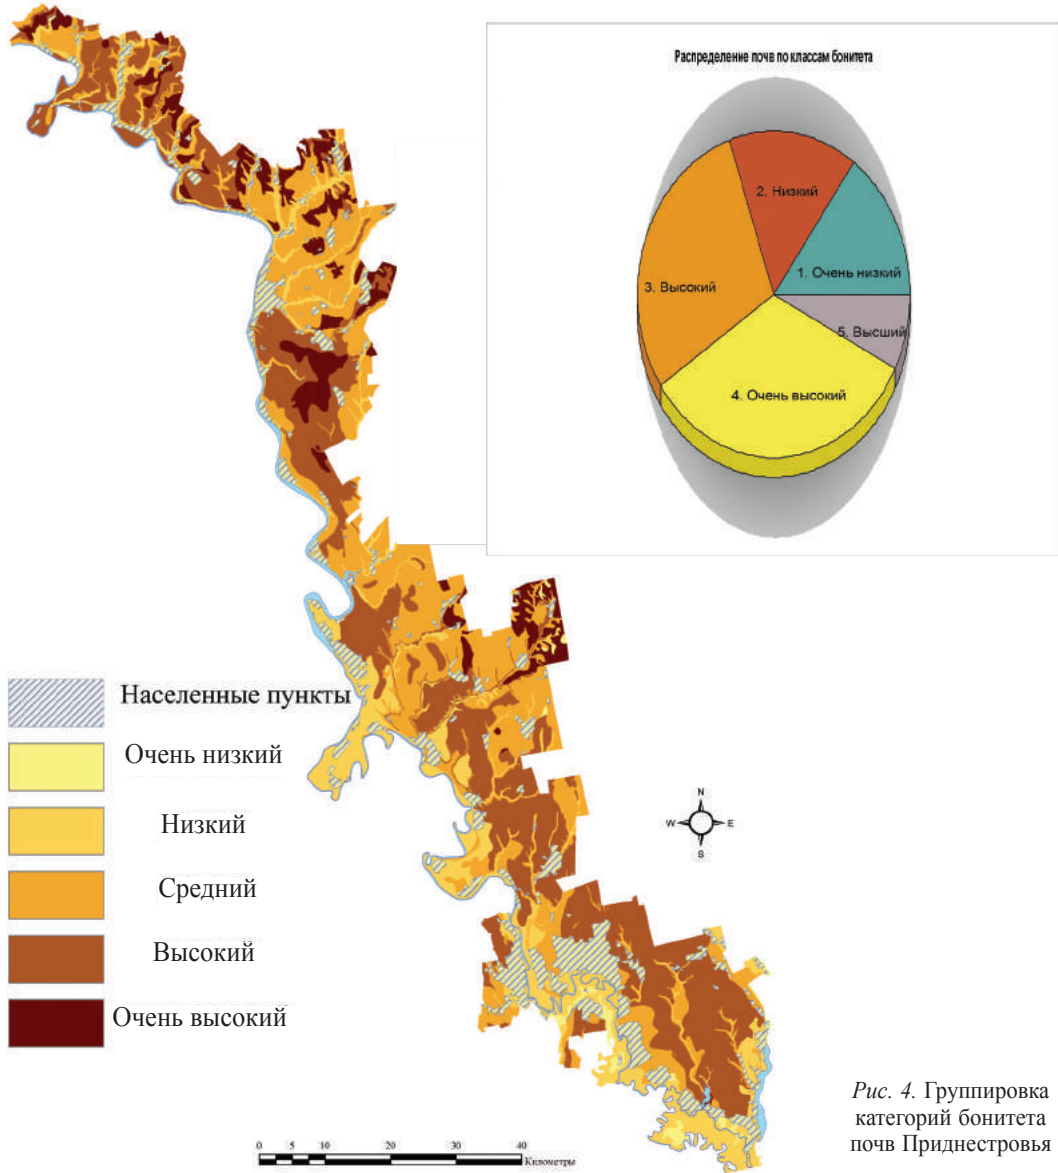 Распределение почв по классам бонитета
2. Низкий
1. Очень низкий
3. Высокий
5. Высший
4. Очень высокий
Населенные пункты
Очень низкий
Низкий
Средний
Высокий
Очень высокий
N
W E
S
0 5 10 20 30 40
Километры
Рис. 4. Группировка
категорий бонитета
почв Приднестровья